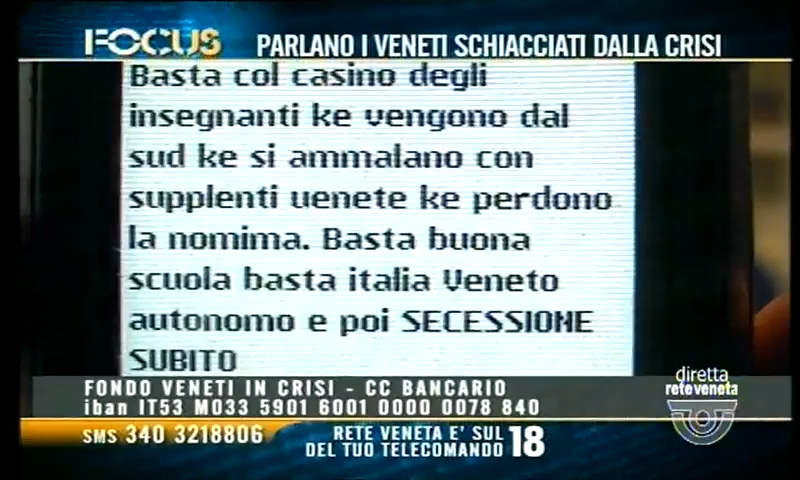 FOCUS PARLANO I VENETI SCHIACCIATI DALLA CRISI
Basta col casino degli
insegnanti ke vengono dal
sud ke si ammalano con
supplenti uenete ke perdono
la nomima. Basta buona
scuola basta italia Veneto
autonomo e poi SECESSIONE
SUBITO
diretta
reteveneta
FONDO VENETI IN CRISI - CC BANCARIO
iban IT53 M033 5901 6001 0000 0078 840
SMS 340 3218806
RETE VENETA E' SUL
DEL TUO TELECOMANDO 18